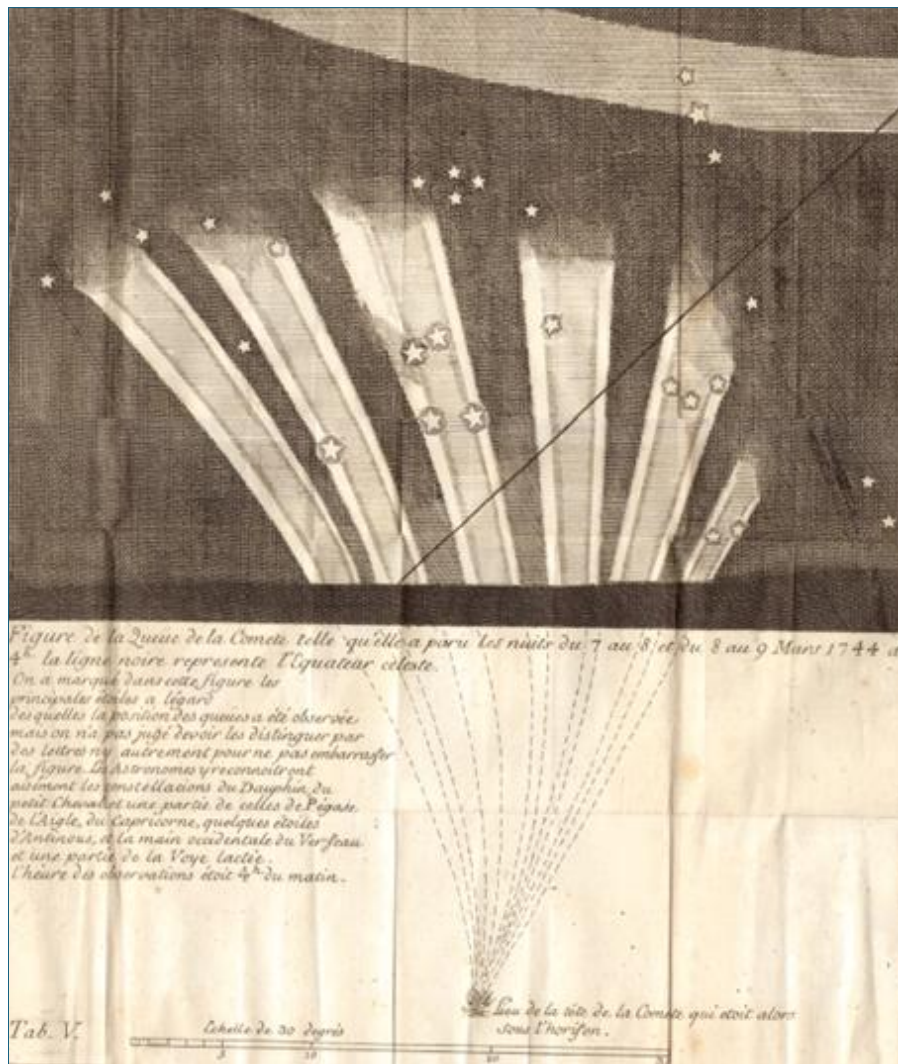 Figure de la Queue de la Comete telle qu'elle a paru les nuits du 7 au 8 et du 8 au 9 Mars 1744 a
4h la ligne noire represente l'Equateur céleste.
On a marqué dans cette figure les
principales étoiles a légard
des quelles la position des queues a été observée
mais on n'a pas jugé devoir les distinguer par
des lettres ny autrement pour ne pas embarrasser
la figure. Les Astronomes y reconnoitront
aisément les constellations du Dauphin, du
petit Cheval et une partie de celles de Pégase
de l'Aigle, du Capricorne, quelques étoiles
d'Antinous, et la main occidentale du Verseau
et une partie de la Voye lactée.
l'heure des observations étoit 4h du matin.
Lieu de la tête de la Comete qui étoit alors
sous l'horison.
Tab. V.
Echelle de 30 degrés
5 10 20